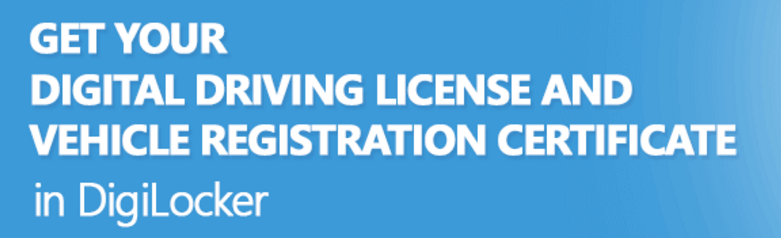 GET YOUR
DIGITAL DRIVING LICENSE AND
VEHICLE REGISTRATION CERTIFICATE
in DigiLocker